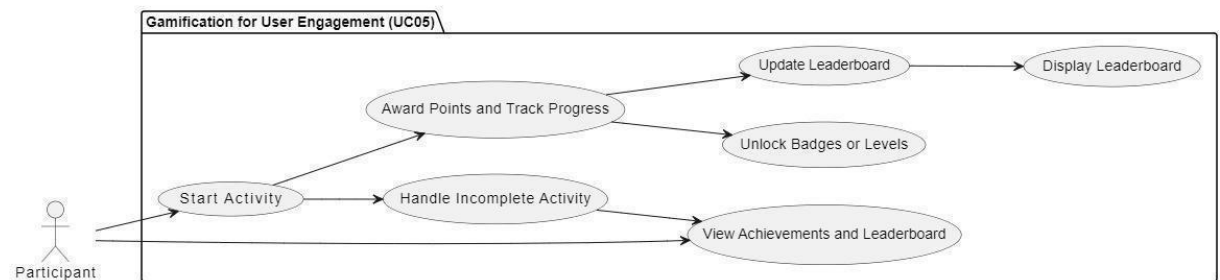 Gamification for User Engagement (UC05)
Update Leaderboard
Display Leaderboard
Award Points and Track Progress
Unlock Badges or Levels
Start Activity
Handle Incomplete Activity
View Achievements and Leaderboard
Participant